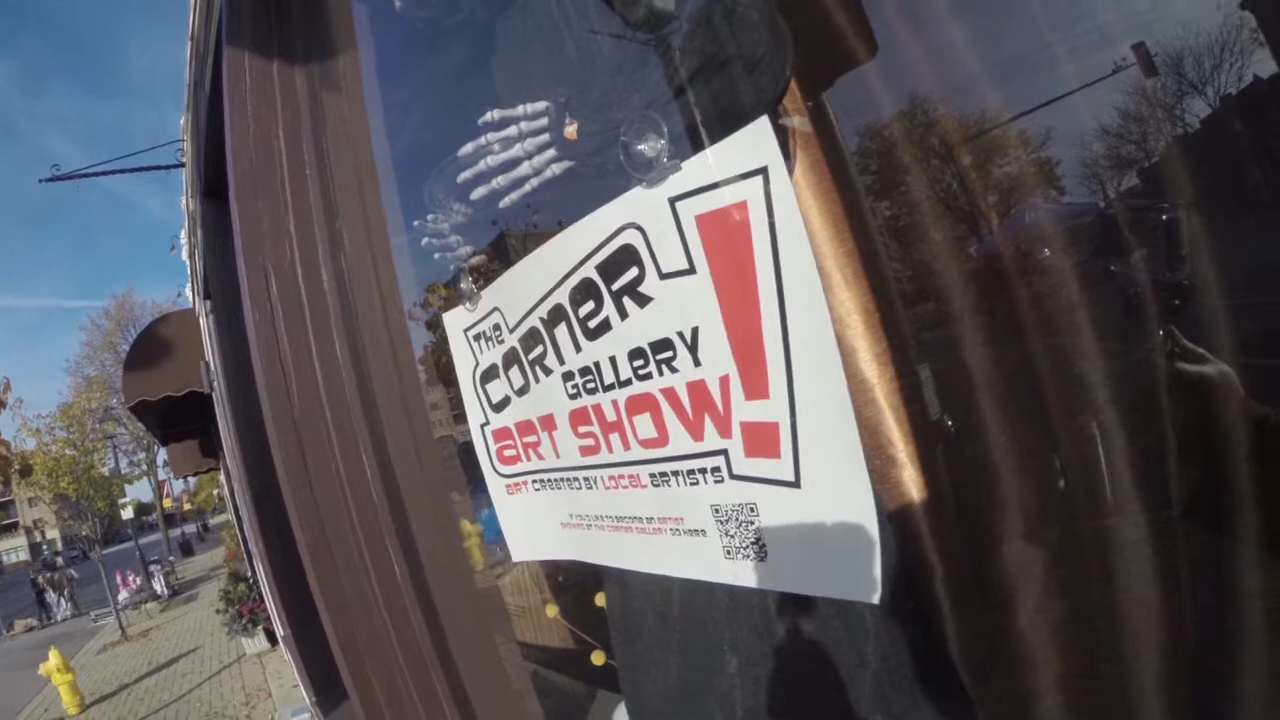 THE
CORNER
GALLERY
ART SHOW!
ART CREATED BY LOCAL ARTISTS
IF YOU'D LIKE TO BECOME AN ARTIST
SHOWING AT THE CORNER GALLERY GO HERE.